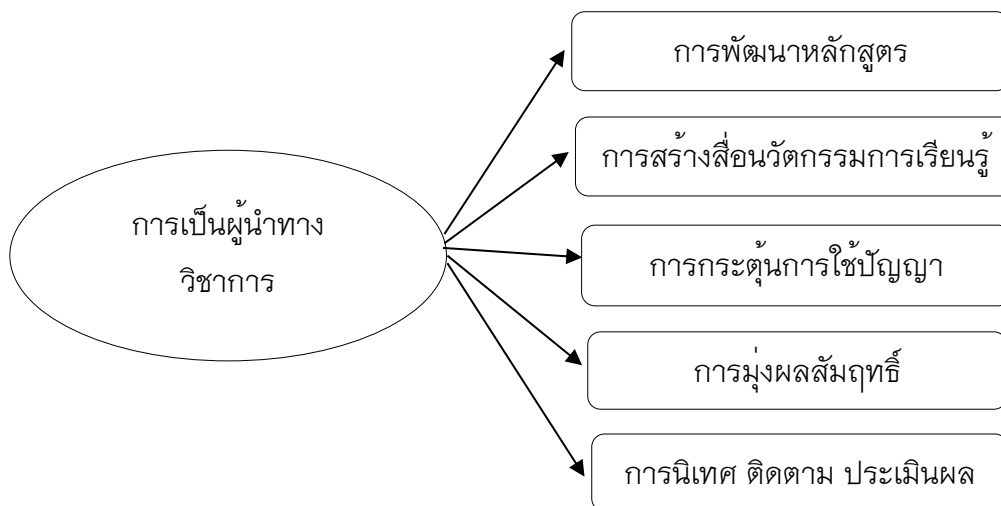 การเป็นผู้นำทาง
วิชาการ
การพัฒนาหลักสูตร
การสร้างสื่อนวัตกรรมการเรียนรู้
การกระตุ้นการใช้ปัญญา
การมุ่งผลสัมฤทธิ์
การนิเทศ ติดตาม ประเมินผล